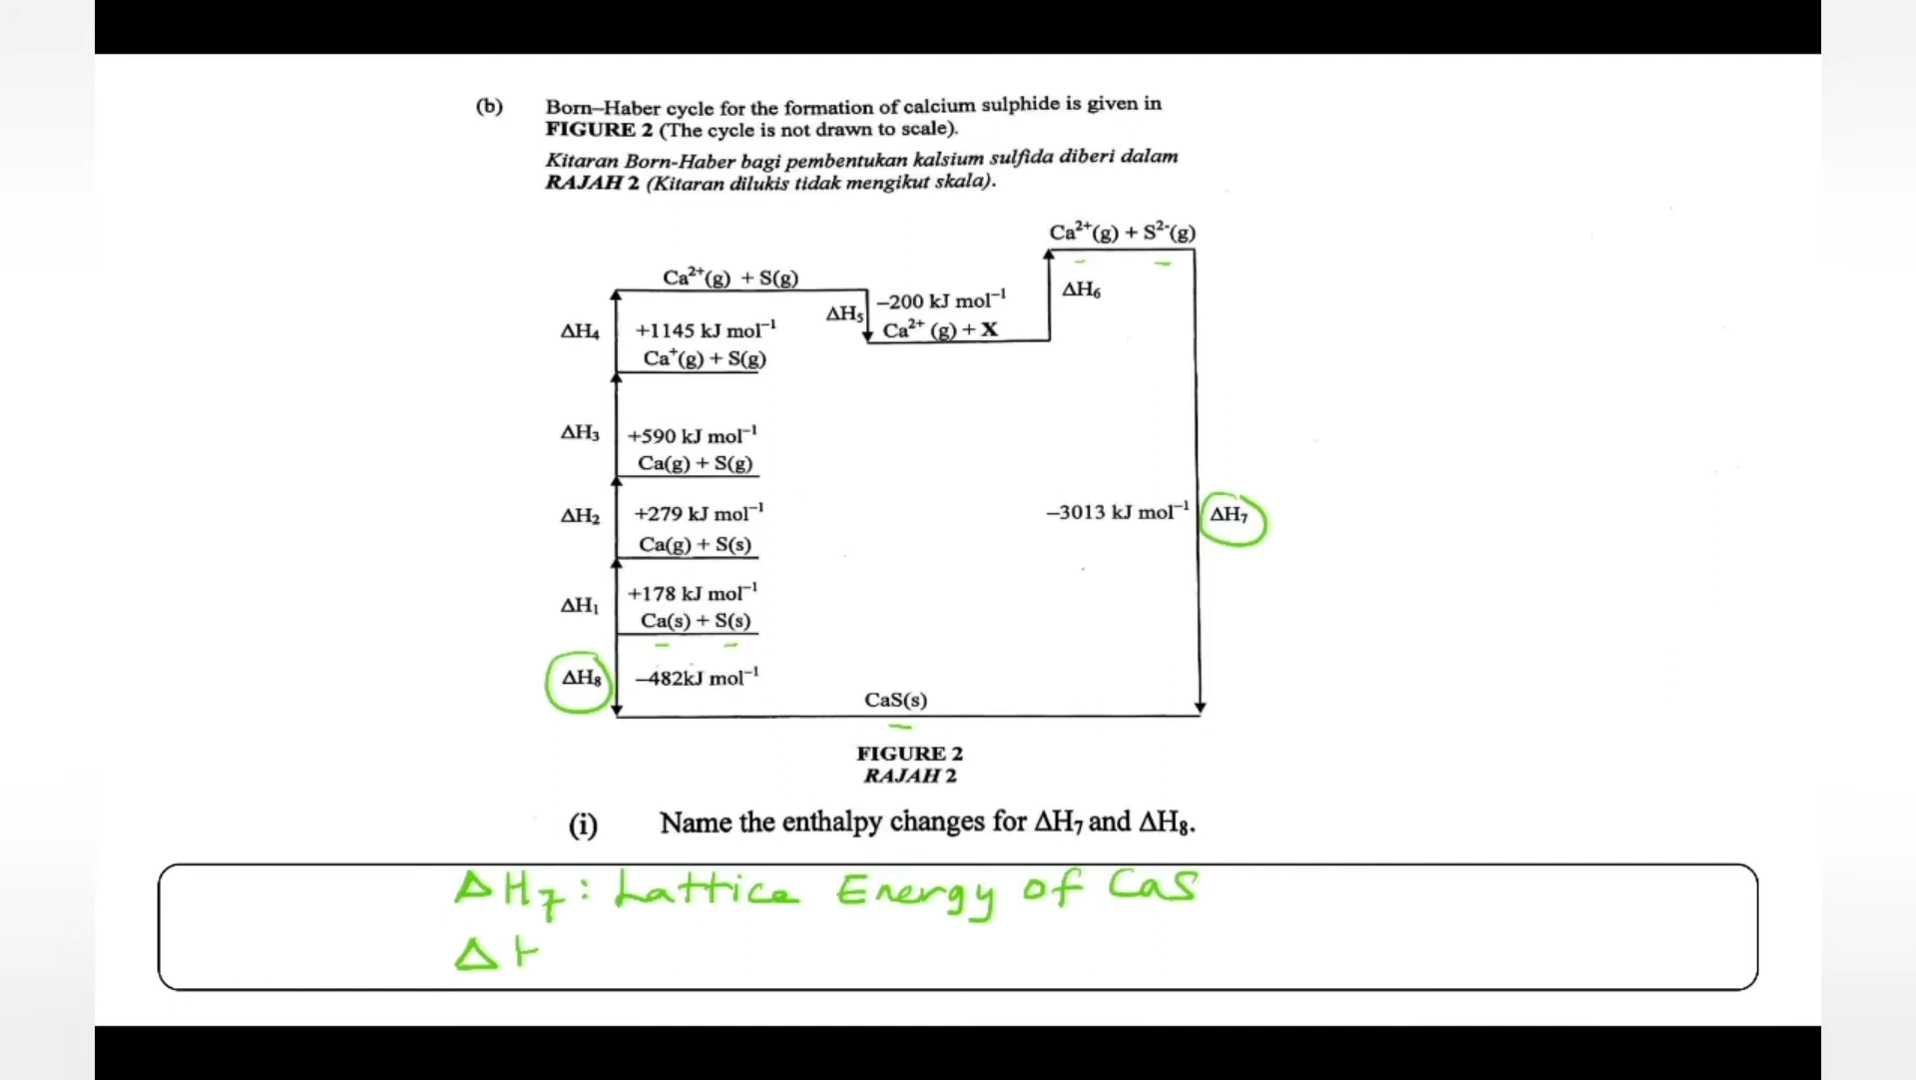 (b) Born–Haber cycle for the formation of calcium sulphide is given in
FIGURE 2 (The cycle is not drawn to scale).
Kitaran Born-Haber bagi pembentukan kalsium sulfida diberi dalam
RAJAH 2 (Kitaran dilukis tidak mengikut skala).
Ca²⁺(g) + S²⁻(g)
Ca²⁺(g) + S(g)
ΔH₆
ΔH₅ –200 kJ mol⁻¹
Ca²⁺ (g) + X
ΔH₄ +1145 kJ mol⁻¹
Ca⁺(g) + S(g)
ΔH₃ +590 kJ mol⁻¹
Ca(g) + S(g)
ΔH₂ +279 kJ mol⁻¹
–3013 kJ mol⁻¹ ΔH₇
Ca(g) + S(s)
ΔH₁ +178 kJ mol⁻¹
Ca(s) + S(s)
ΔH₈ –482kJ mol⁻¹
CaS(s)
FIGURE 2
RAJAH 2
(i) Name the enthalpy changes for ΔH₇ and ΔH₈.
ΔH₇ : Lattice Energy of CaS
Δ